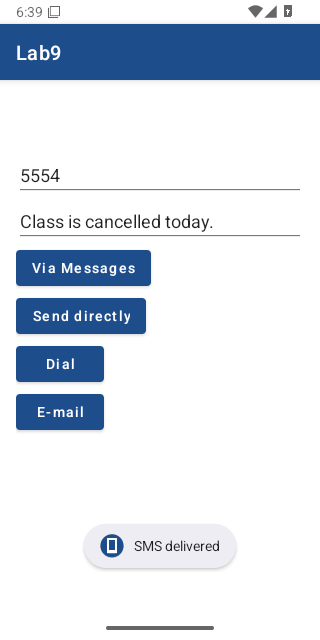 6:39
Lab9
5554
Class is cancelled today.
Via Messages
Send directly
Dial
E-mail
SMS delivered